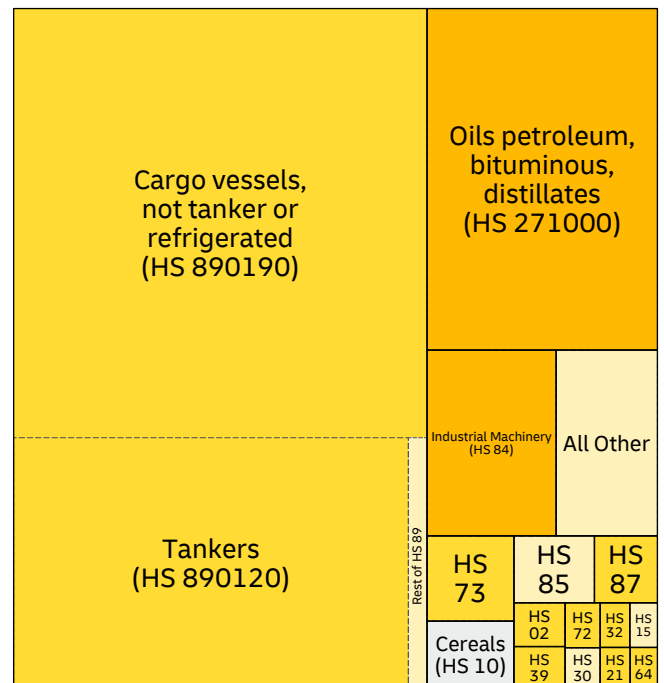 Cargo vessels,
not tanker or
refrigerated
(HS 890190)
Oils petroleum,
bituminous,
distillates
(HS 271000)
Industrial Machinery
(HS 84)
All Other
Tankers
(HS 890120)
Rest of HS 89
HS
73
HS
85
HS
87
Cereals
(HS 10)
HS
02
HS
72
HS
32
HS
15
HS
39
HS
30
HS
21
HS
64